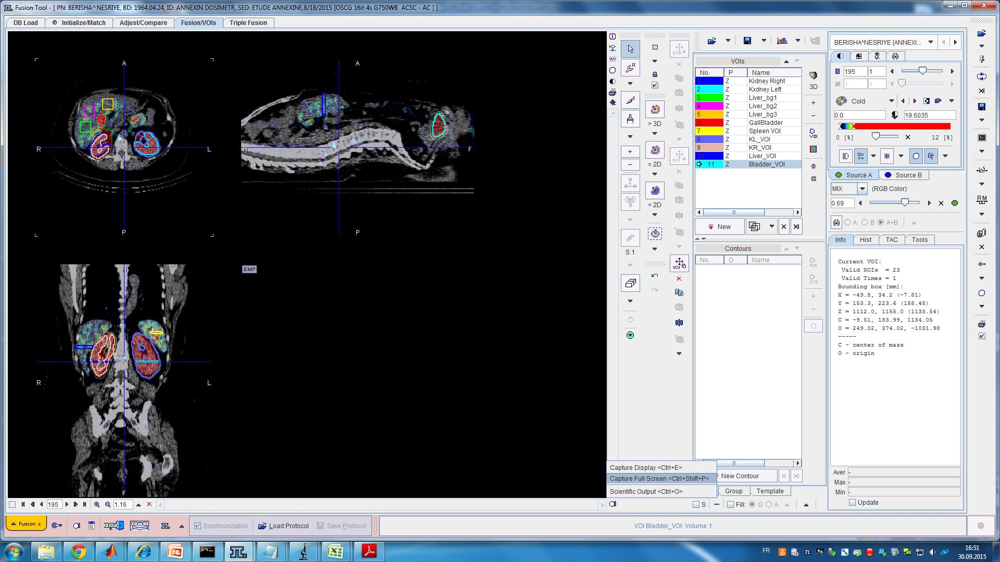 Fusion Tool - [ PN: BERISHA^NESRIYE, BD: 1964.04.24, ID: ANNEXIN DOSIMETR, SED: ETUDE ANNEXINE,8/18/2015 [OSCG 16it 4s G750WB ACSC - AC ] ]
DB Load
Initialize/Match
Adjust/Compare
Fusion/VOIs
Triple Fusion
A
R
L
P
A
H
F
P
H
R
L
F
EMP
SUV
S 1
> 3D
= 2D
< 2D
CTR
ROI
VOI
VOIs
No. P Name
1 Z Kidney Right
2 Z Kxdney Left
3 Z Liver_bg1
4 Z Liver_bg2
5 Z Liver_bg3
6 Z GallBladder
7 Z Spleen VOI
8 Z KL_VOI
9 Z KR_VOI
10 Z Liver_VOI
11 Z Bladder_VOI
New
3D
VOI
Contours
No. O Name
ROI
CTR
New Contour
Group
Template
S
Fill:
G
A
Capture Display <Ctrl+E>
Capture Full Screen <Ctrl+Shift+P>
Scientific Output <Ctrl+O>
BERISHA^NESRIYE [ANNEXI...
195 1
1 1
Cold
0.0
19.6035
0 [%]
12 [%]
Source A
Source B
MIX
(RGB Color)
0.69
A
B
A+B
Info
Hist
TAC
Tools
Current VOI:
Valid ROIs = 23
Valid Times = 1
Bounding box [mm]:
X = -49.8, 34.2 (-7.81)
Y = 153.3, 223.6 (188.48)
Z = 1112.0, 1155.0 (1133.54)
C = -9.51, 183.99, 1134.05
O = 249.02, 374.02, -1031.98
-----
C - center of mass
O - origin
Aver -
Max -
Min -
Update
RM
195
1.16
Fusion »
EXIT
Synchronization
Load Protocol
Save Protocol
VOI Bladder_VOI: Volume 1
FR
16:51
30.09.2015